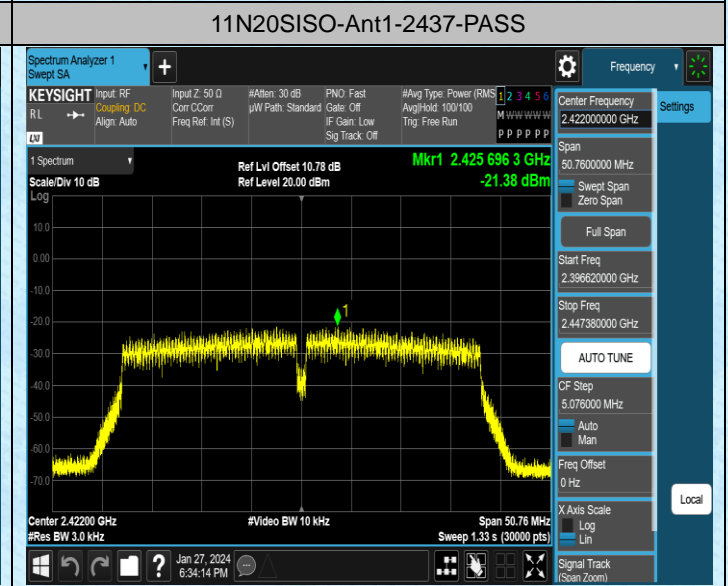 11N20SISO-Ant1-2437-PASS
Spectrum Analyzer 1
Swept SA
Frequency
KEYSIGHT
RL
LXI
Input: RF
Coupling: DC
Align: Auto
Input Z: 50 Ω
Corr CCorr
Freq Ref: Int (S)
#Atten: 30 dB
µW Path: Standard
PNO: Fast
Gate: Off
IF Gain: Low
Sig Track: Off
#Avg Type: Power (RMS
Avg|Hold: 100/100
Trig: Free Run
1 2 3 4 5 6
M W W W W W
P P P P P P
Center Frequency
2.422000000 GHz
Settings
Span
50.7600000 MHz
Swept Span
Zero Span
Full Span
Start Freq
2.396620000 GHz
Stop Freq
2.447380000 GHz
AUTO TUNE
CF Step
5.076000 MHz
Auto
Man
Freq Offset
0 Hz
X Axis Scale
Log
Lin
Local
Signal Track
(Span Zoom)
1 Spectrum
Scale/Div 10 dB
Log
Ref Lvl Offset 10.78 dB
Ref Level 20.00 dBm
Mkr1 2.425 696 3 GHz
-21.38 dBm
10.0
0.00
-10.0
-20.0
-30.0
-40.0
-50.0
-60.0
-70.0
1
Center 2.42200 GHz
#Res BW 3.0 kHz
#Video BW 10 kHz
Span 50.76 MHz
Sweep 1.33 s (30000 pts)
?
Jan 27, 2024
6:34:14 PM